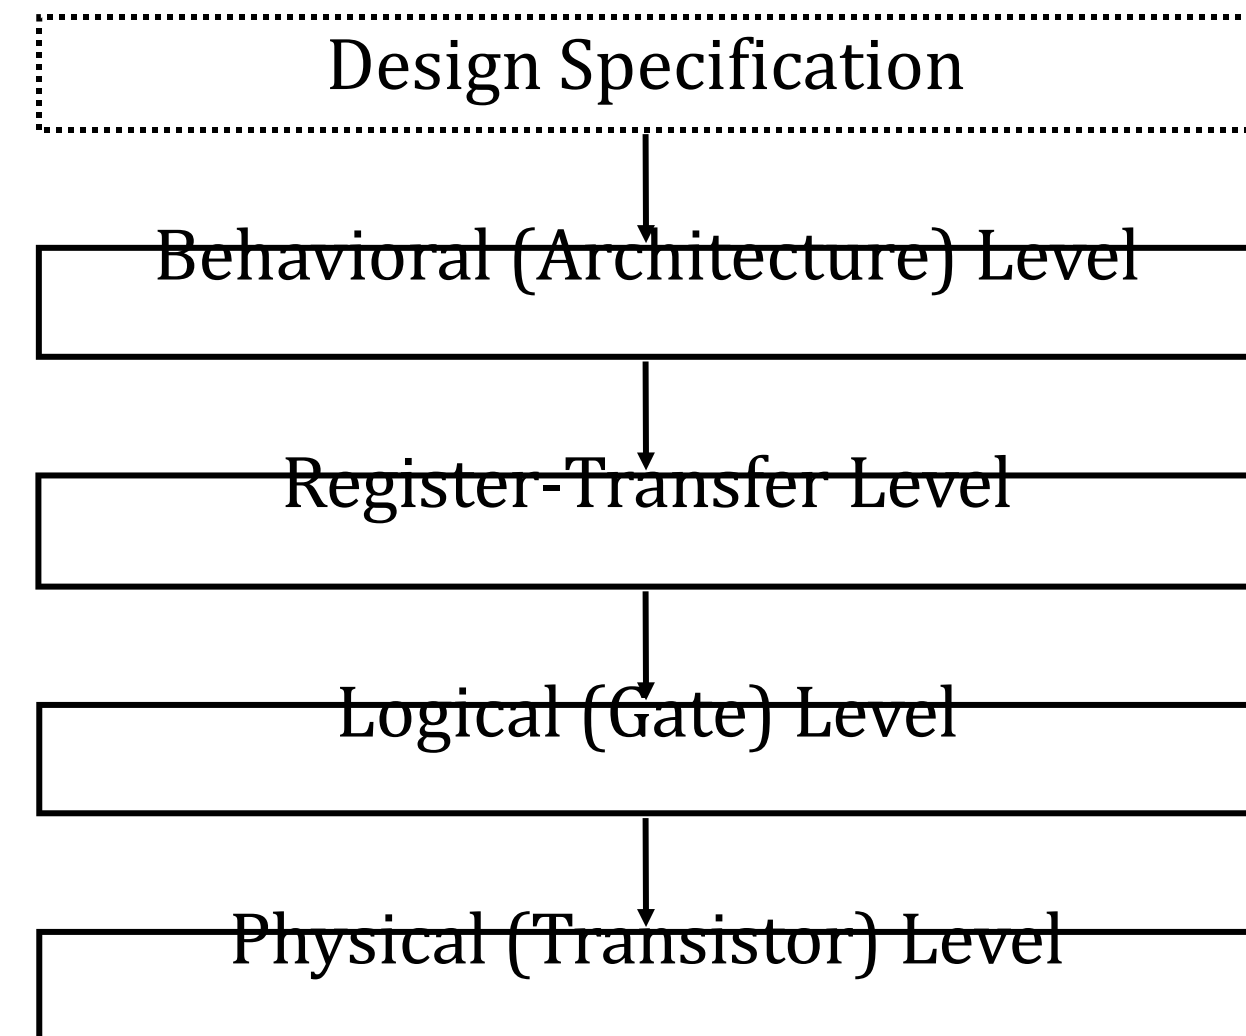 Design Specification
Behavioral (Architecture) Level
Register-Transfer Level
Logical (Gate) Level
Physical (Transistor) Level